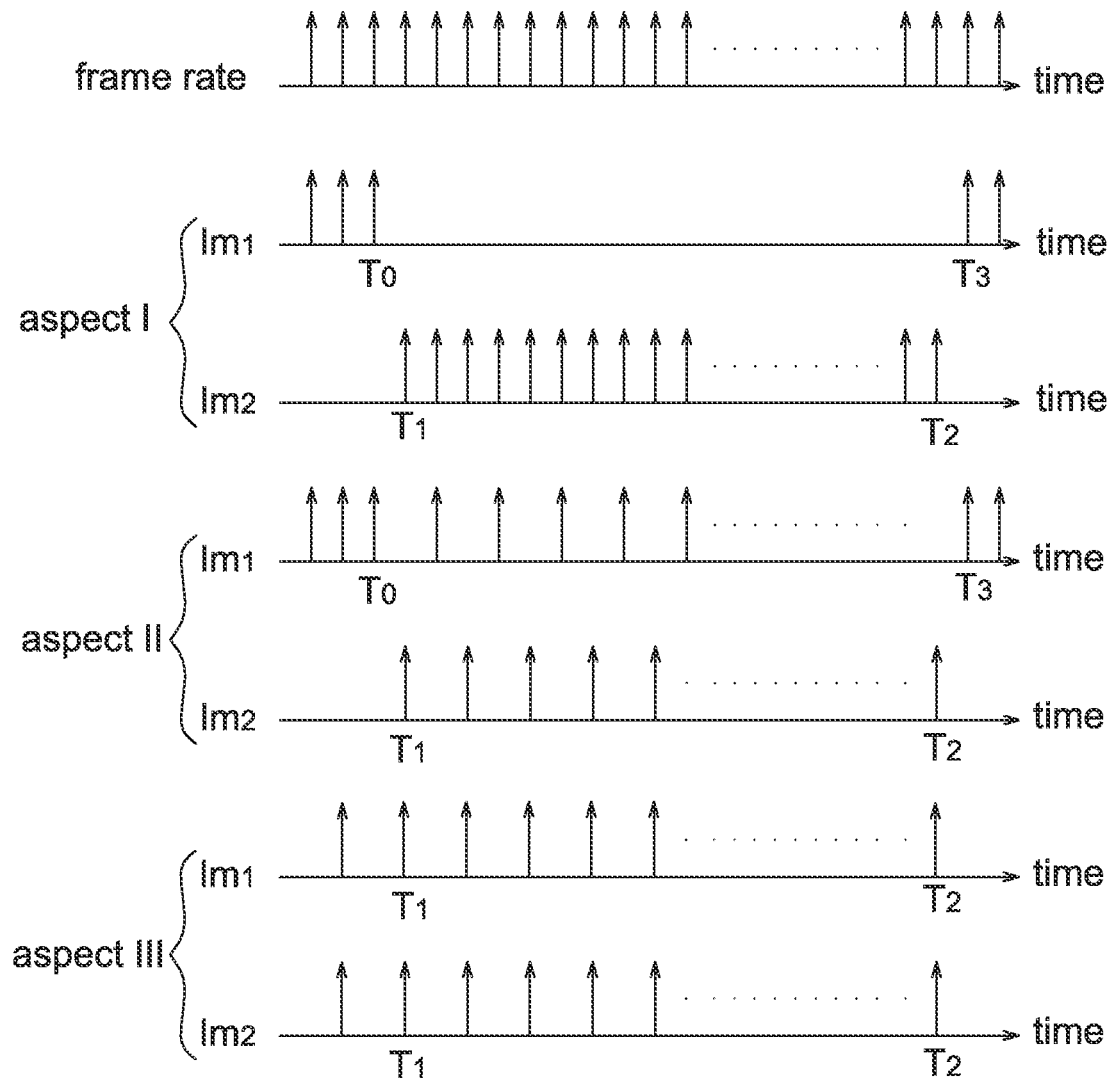 frame rate
time
Im1
T0
T3
time
aspect I
Im2
T1
T2
time
Im1
T0
T3
time
aspect II
Im2
T1
T2
time
Im1
T1
T2
time
aspect III
Im2
T1
T2
time